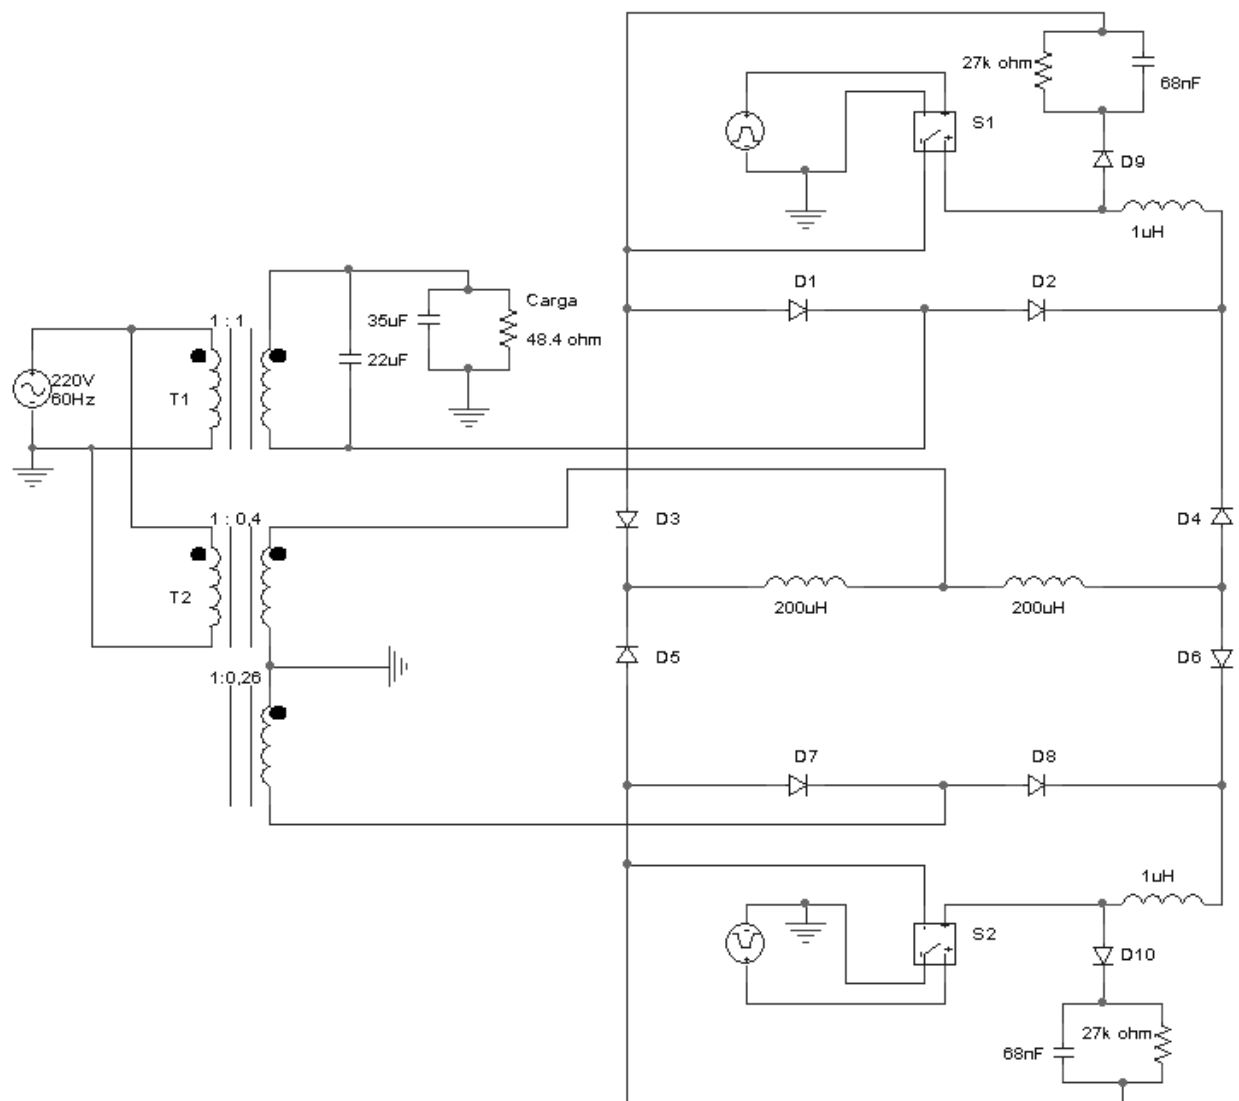 27k ohm
68nF
S1
D9
1uH
D1
D2
1 : 1
35uF
Carga
48.4 ohm
22uF
220V
60Hz
T1
1 : 0,4
D3
D4
T2
200uH
200uH
1:0,26
D5
D6
D7
D8
1uH
S2
D10
27k ohm
68nF